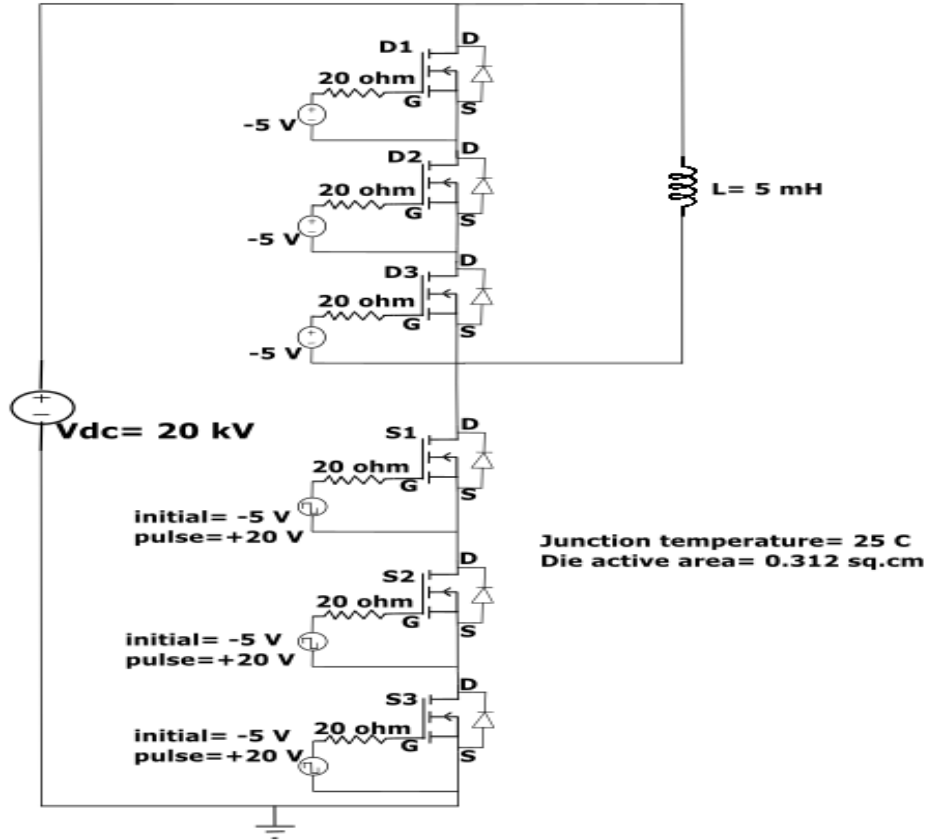 D1
D
20 ohm
G
S
-5 V
D2
D
20 ohm
G
S
-5 V
L= 5 mH
D3
D
20 ohm
G
S
-5 V
Vdc= 20 kV
S1
D
20 ohm
G
S
initial= -5 V
pulse=+20 V
Junction temperature= 25 C
Die active area= 0.312 sq.cm
S2
D
20 ohm
G
S
initial= -5 V
pulse=+20 V
S3
D
20 ohm
G
S
initial= -5 V
pulse=+20 V